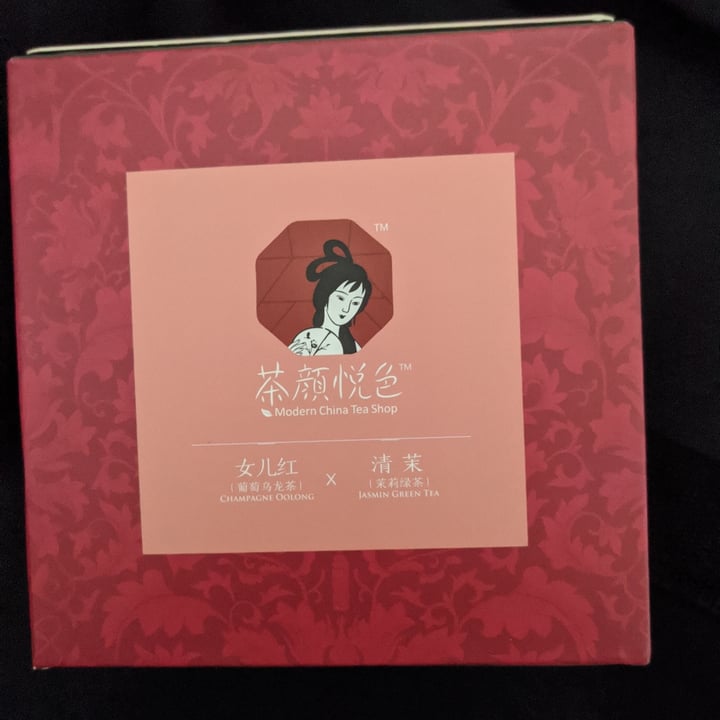 TM
茶顏悦色TM
Modern China Tea Shop
女儿红
（葡萄乌龙茶）
CHAMPAGNE OOLONG
X
清茉
（茉莉绿茶）
JASMIN GREEN TEA